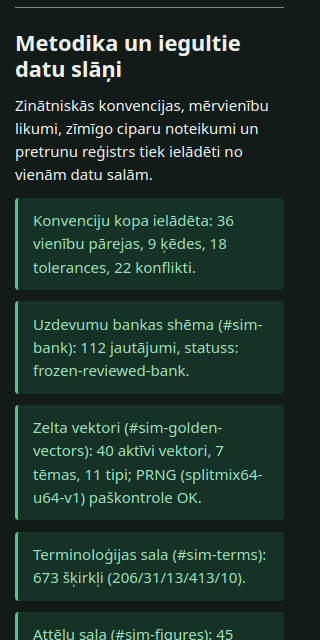 Metodika un iegultie
datu slāņi
Zinātniskās konvencijas, mērvienību
likumi, zīmīgo ciparu noteikumi un
pretrunu reģistrs tiek ielādēti no
vienām datu salām.
Konvenciju kopa ielādēta: 36
vienību pārejas, 9 ķēdes, 18
tolerances, 22 konflikti.
Uzdevumu bankas shēma (#sim-
bank): 112 jautājumi, statuss:
frozen-reviewed-bank.
Zelta vektori (#sim-golden-
vectors): 40 aktīvi vektori, 7
tēmas, 11 tipi; PRNG (splitmix64-
u64-v1) paškontrole OK.
Terminoloģijas sala (#sim-terms):
673 šķirkļi (206/31/13/413/10).
Attēlu sala (#sim-figures): 45